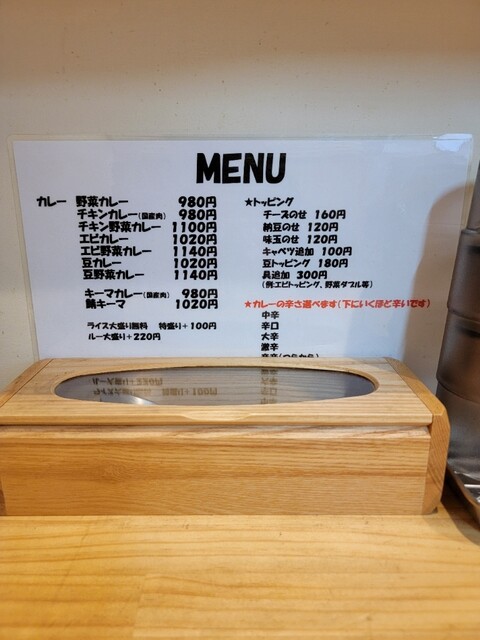 MENU
カレー 野菜カレー 980円
チキンカレー(国産肉) 980円
チキン野菜カレー 1100円
エビカレー 1020円
エビ野菜カレー 1140円
豆カレー 1020円
豆野菜カレー 1140円
キーマカレー(国産肉) 980円
鯖キーマ 1020円
ライス大盛り無料 特盛り+100円
ルー大盛り+220円
★トッピング
チーズのせ 160円
納豆のせ 120円
味玉のせ 120円
キャベツ追加 100円
豆トッピング 180円
具追加 300円
(例:エビトッピング、野菜ダブル等)
★カレーの辛さ選べます(下にいくほど辛いです)
中辛
辛口
大辛
激辛